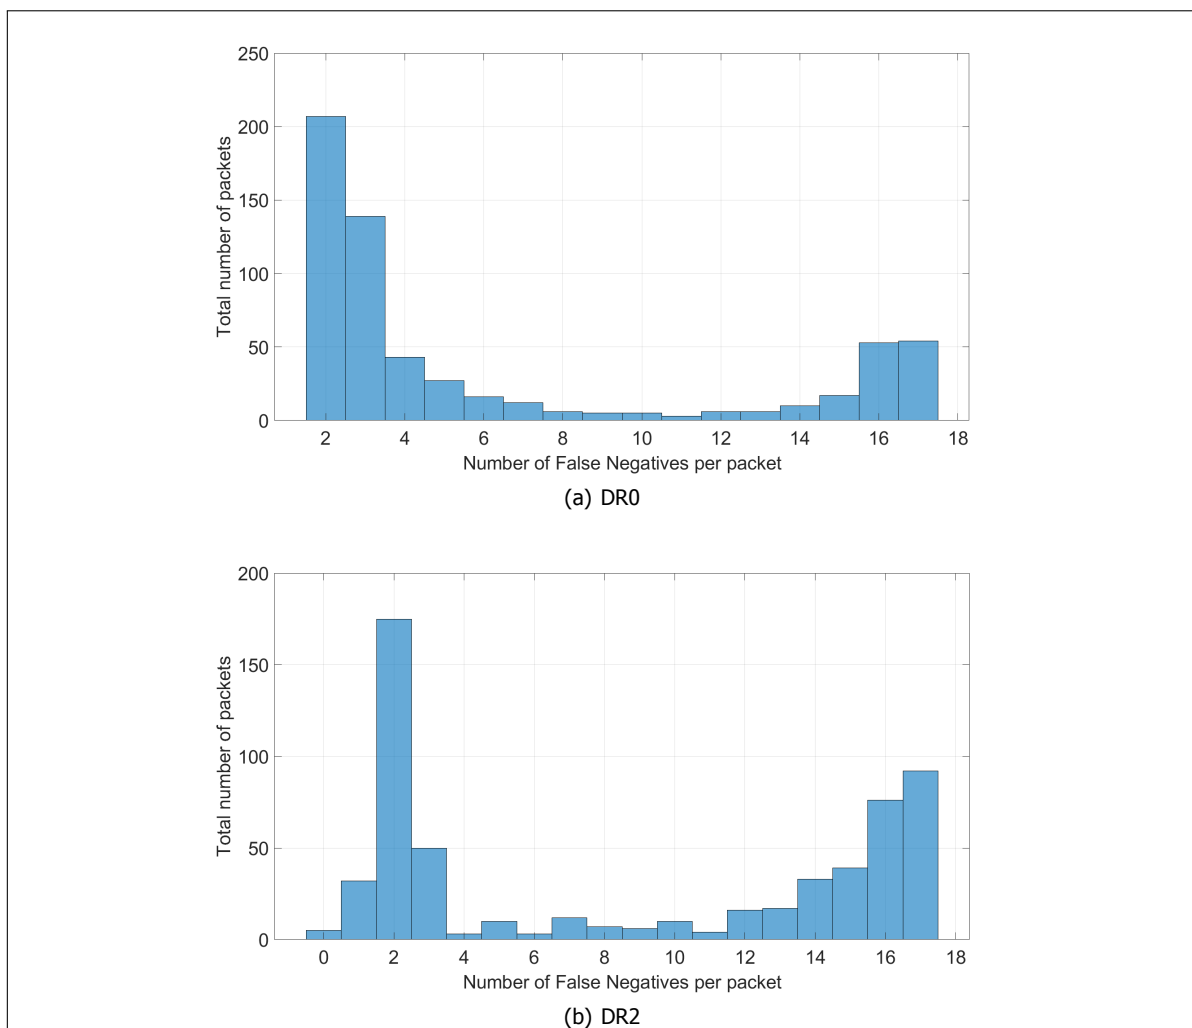 250
200
150
100
50
0
Total number of packets
2 4 6 8 10 12 14 16 18
Number of False Negatives per packet
(a) DR0
200
150
100
50
0
Total number of packets
0 2 4 6 8 10 12 14 16 18
Number of False Negatives per packet
(b) DR2